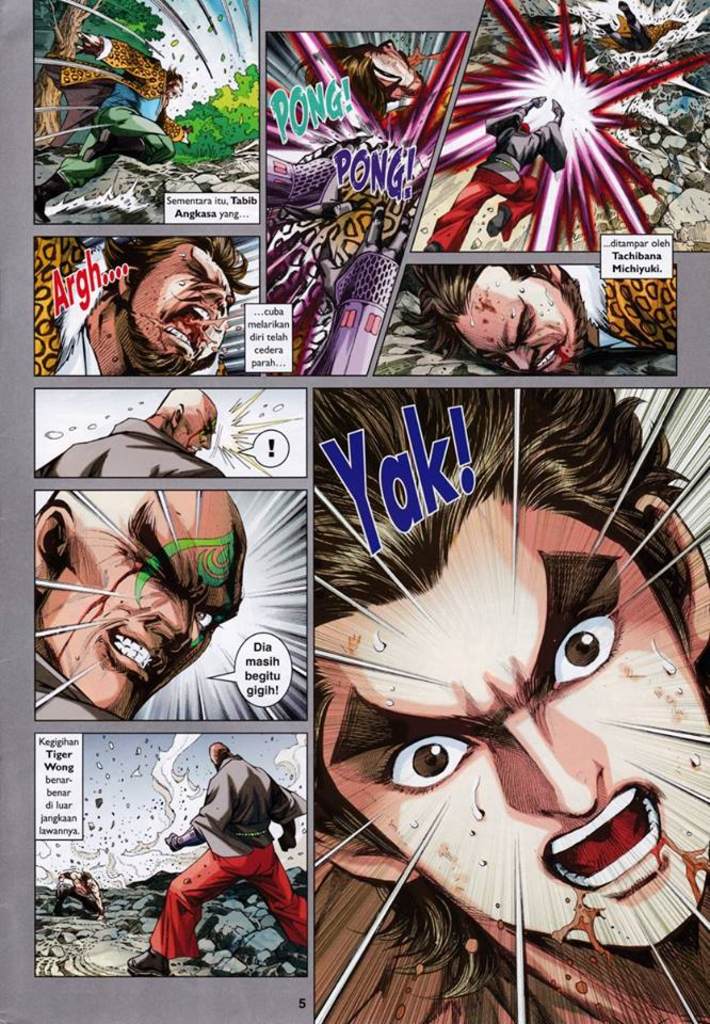 Sementara itu, Tabib
Angkasa yang...
PONG!
PONG!
...ditampar oleh
Tachibana
Michiyuki.
Argh....
...cuba
melarikan
diri telah
cedera
parah...
!
Yak!
Dia
masih
begitu
gigih!
Kegigihan
Tiger
Wong
benar-
benar
di luar
jangkaan
lawannya.
5